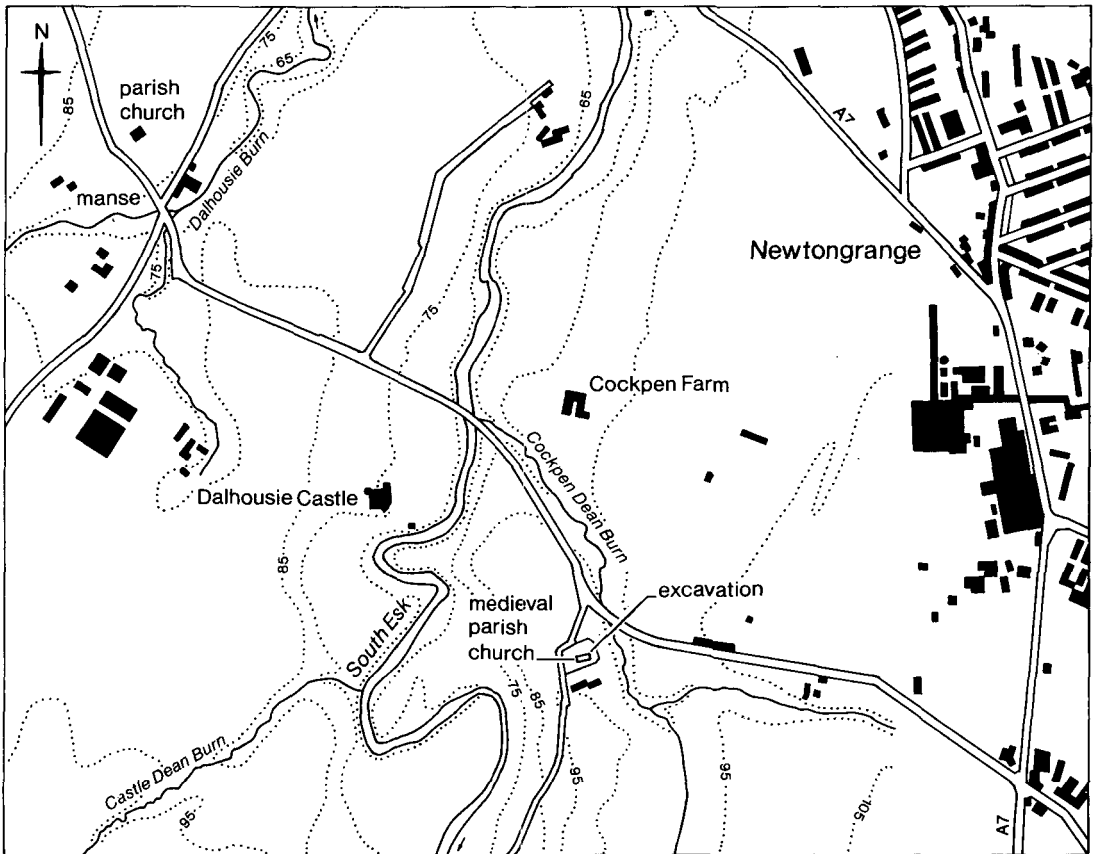 N
75
65
85
parish
church
65
A7
manse
Dalhousie Burn
75
Newtongrange
75
Cockpen Farm
Cockpen Dean Burn
Dalhousie Castle
85
excavation
medieval
parish
church
South Esk
75
85
95
Castle Dean Burn
95
95
105
A7